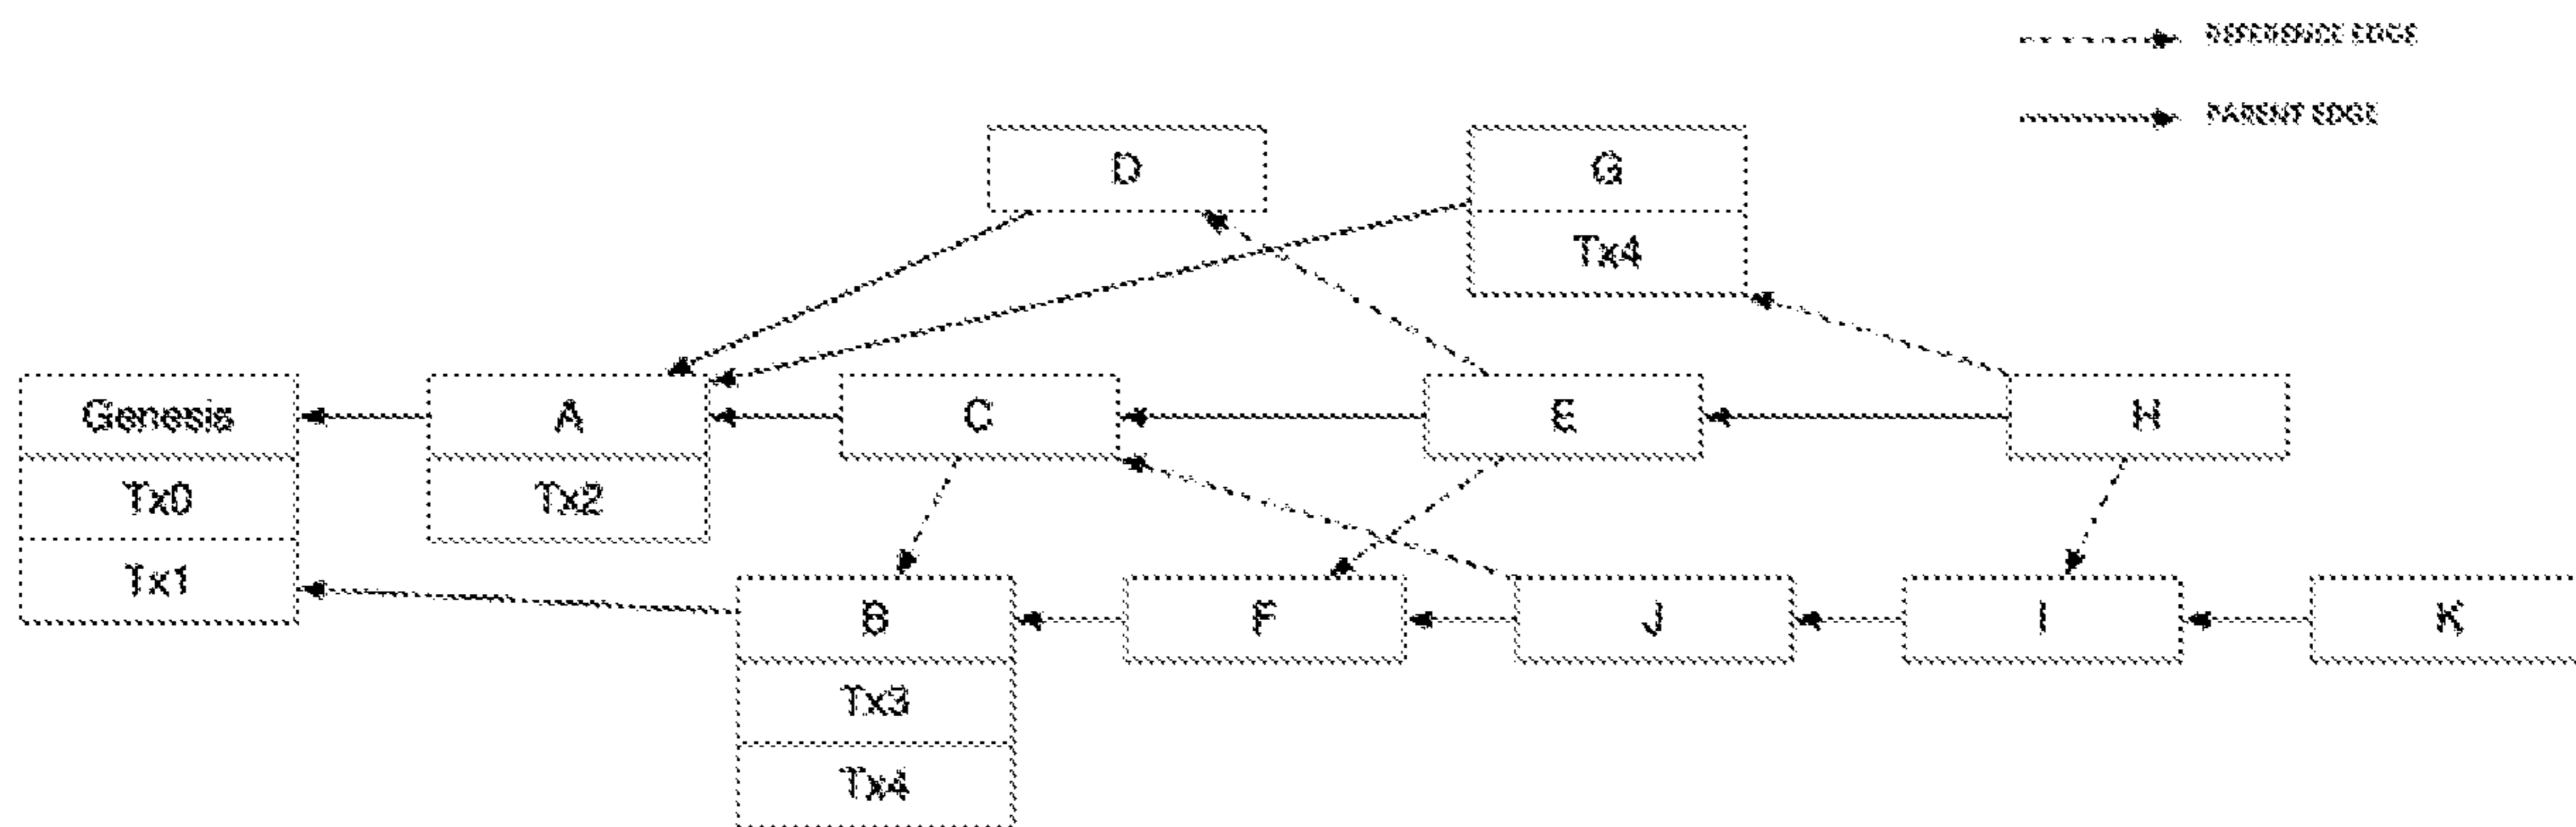 REFERENCE EDGE
PARENT EDGE
D
G
Tx4
Genesis
A
C
E
H
Tx0
Tx2
Tx1
B
F
J
I
K
Tx3
Tx4